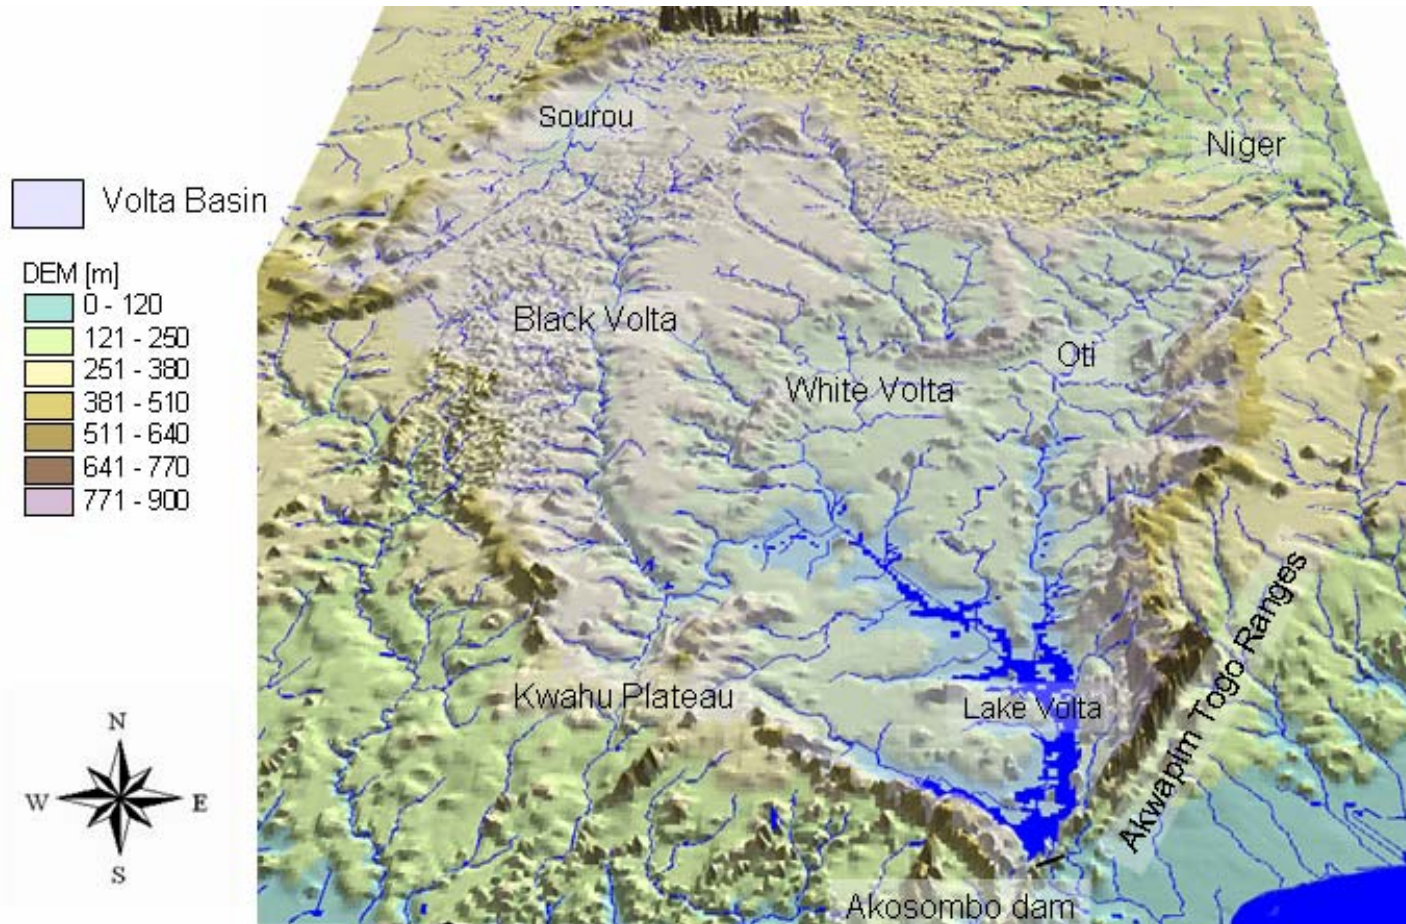 Sourou
Niger
Volta Basin
DEM [m]
0 - 120
121 - 250
251 - 380
381 - 510
511 - 640
641 - 770
771 - 900
Black Volta
Oti
White Volta
Akwapim Togo Ranges
Kwahu Plateau
Lake Volta
N
W
E
S
Akosombo dam